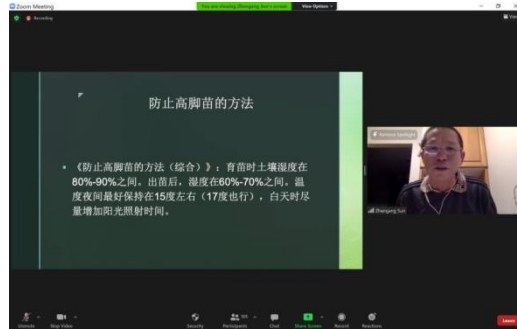 Zoom Meeting
You are viewing Zhangang Sun's screen
View Options
Recording
View
防止高脚苗的方法
Remove Spotlight
《防止高脚苗的方法（综合）》：育苗时土壤湿度在
80%-90%之间。出苗后，湿度在60%-70%之间。温
度夜间最好保持在15度左右（17度也行），白天时尽
量增加阳光照射时间。
Zhangang Sun
Unmute
Stop Video
Security
Participants
Chat
Share Screen
Record
Reactions
Leave